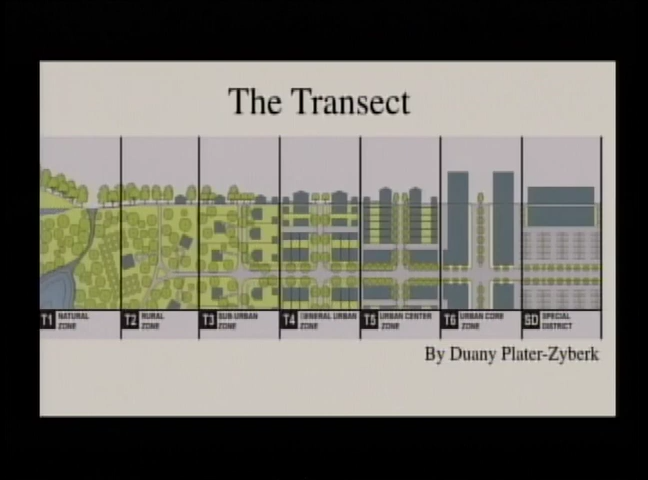 The Transect
T1 NATURAL ZONE
T2 RURAL ZONE
T3 SUB-URBAN ZONE
T4 GENERAL URBAN ZONE
T5 URBAN CENTER ZONE
T6 URBAN CORE ZONE
SD SPECIAL DISTRICT
By Duany Plater-Zyberk